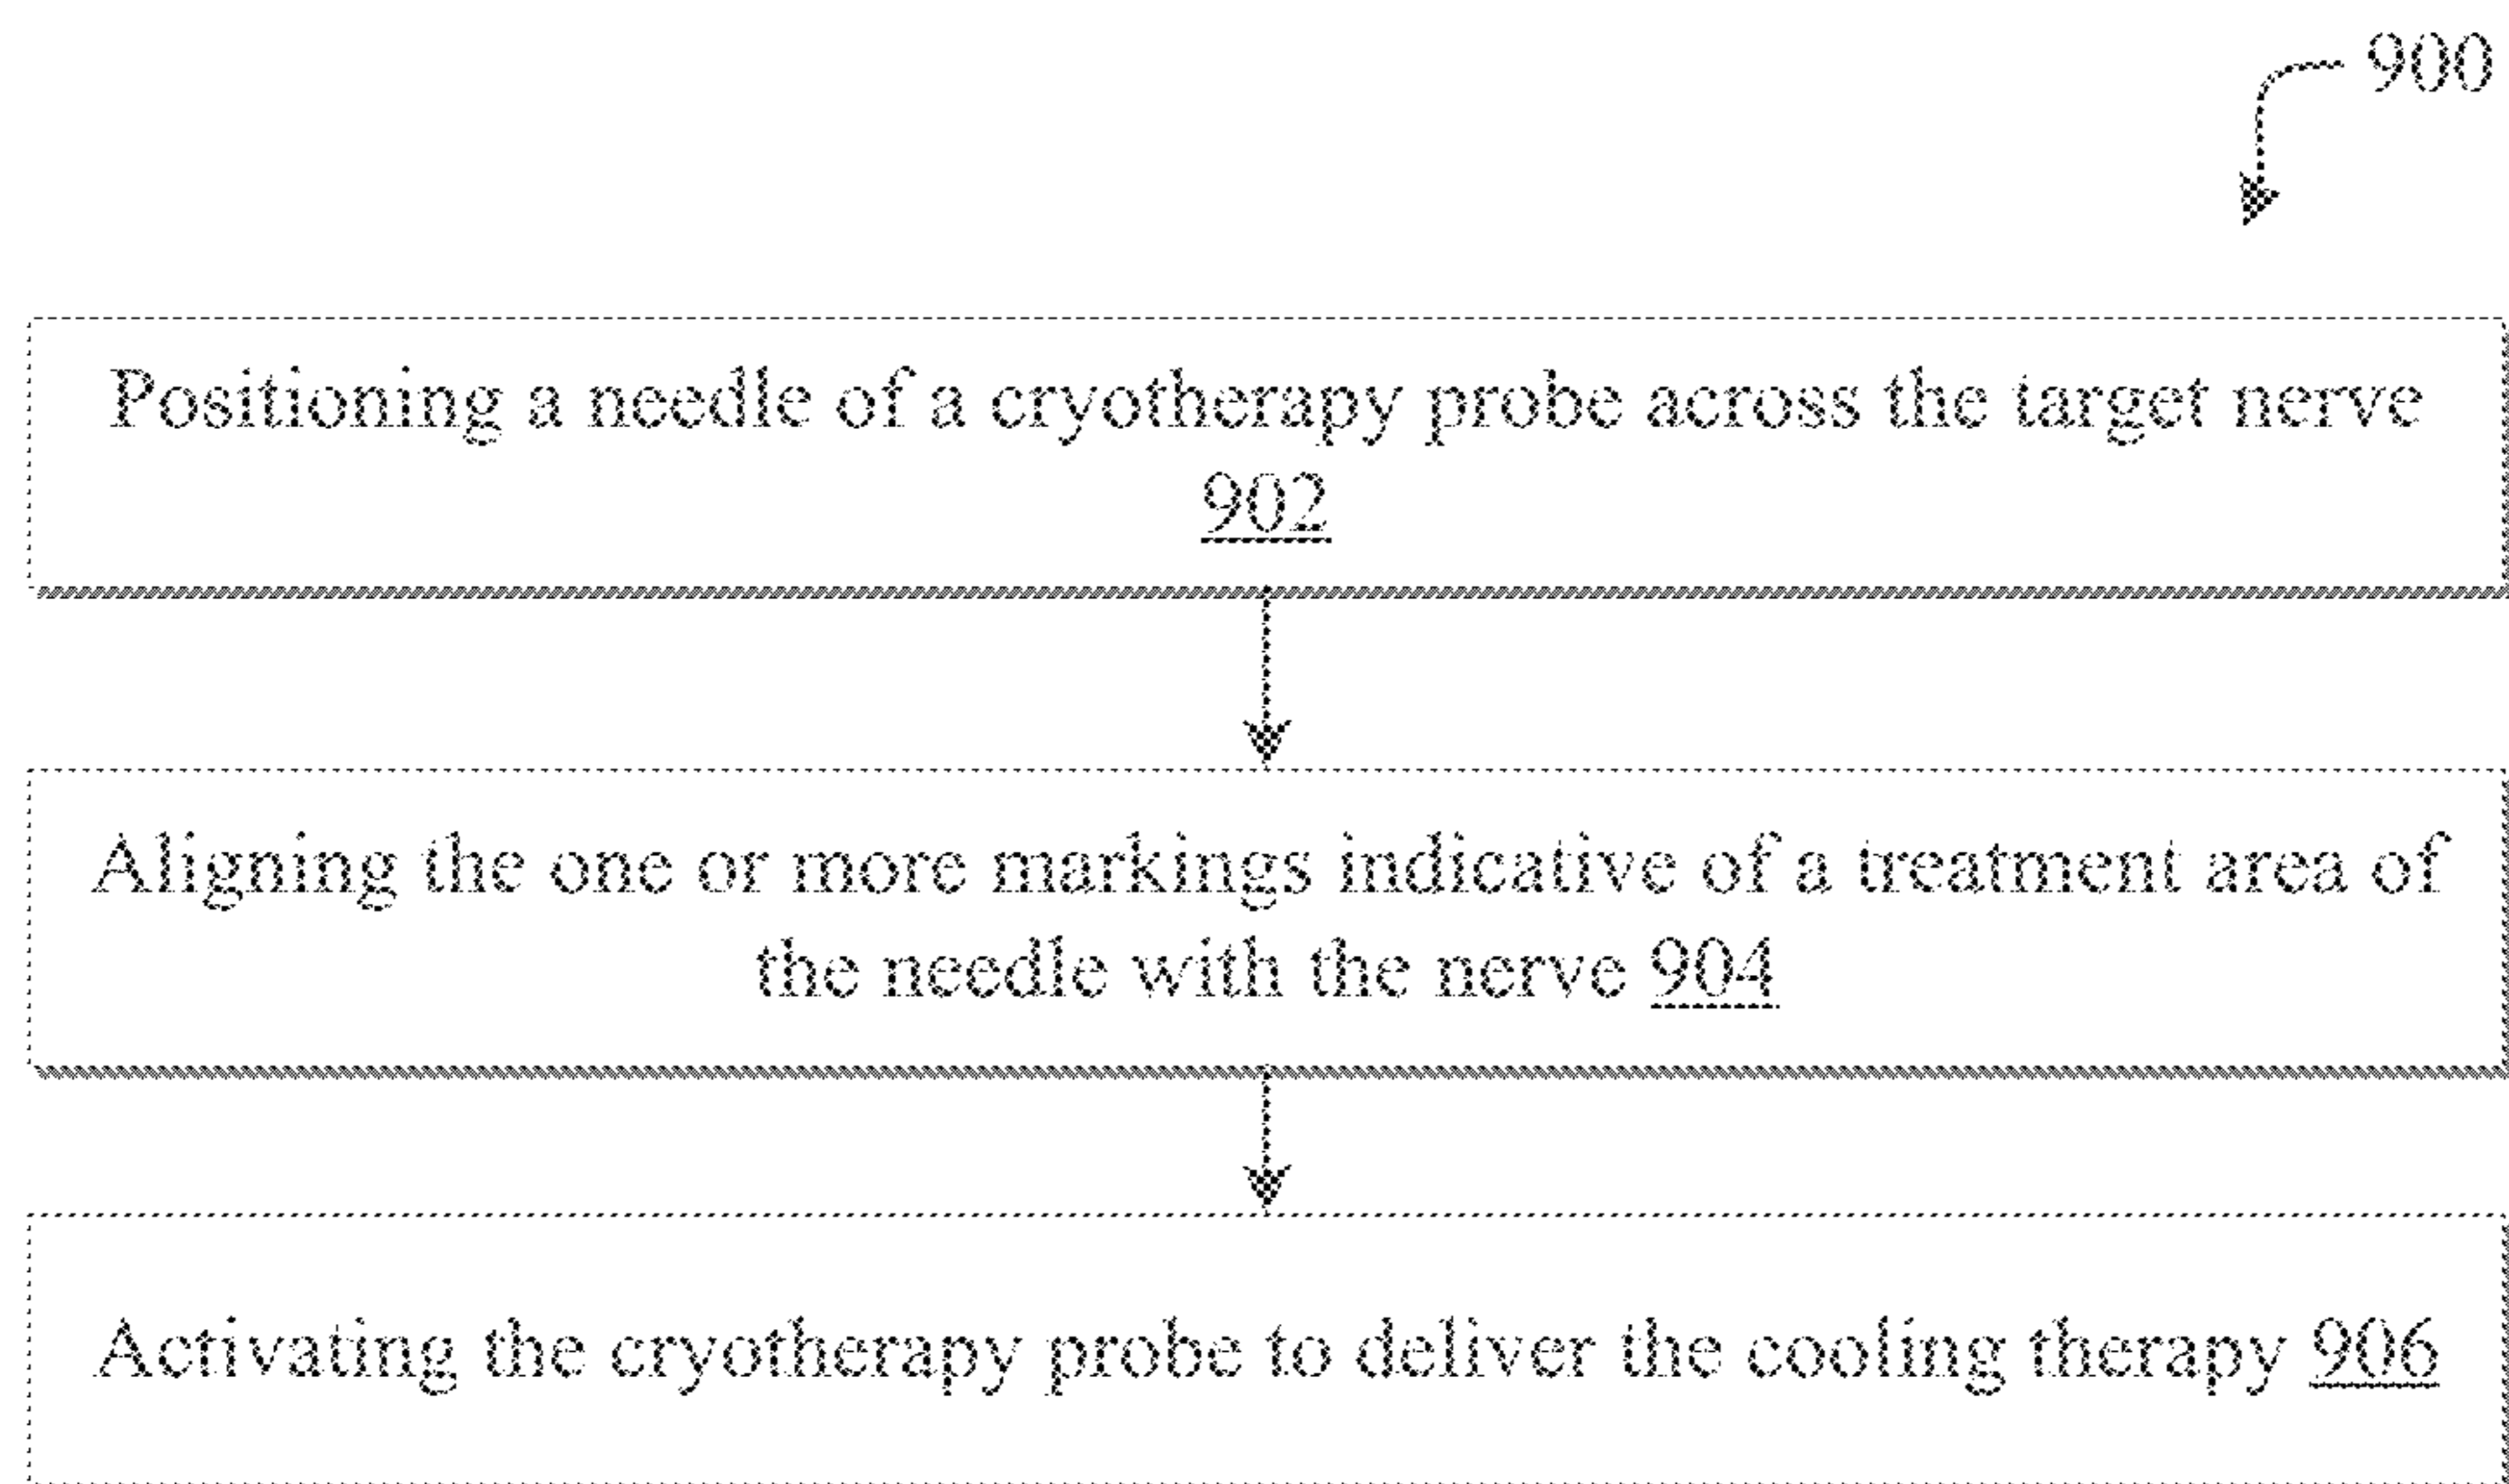 900
Positioning a needle of a cryotherapy probe across the target nerve
902
Aligning the one or more markings indicative of a treatment area of
the needle with the nerve 904
Activating the cryotherapy probe to deliver the cooling therapy 906